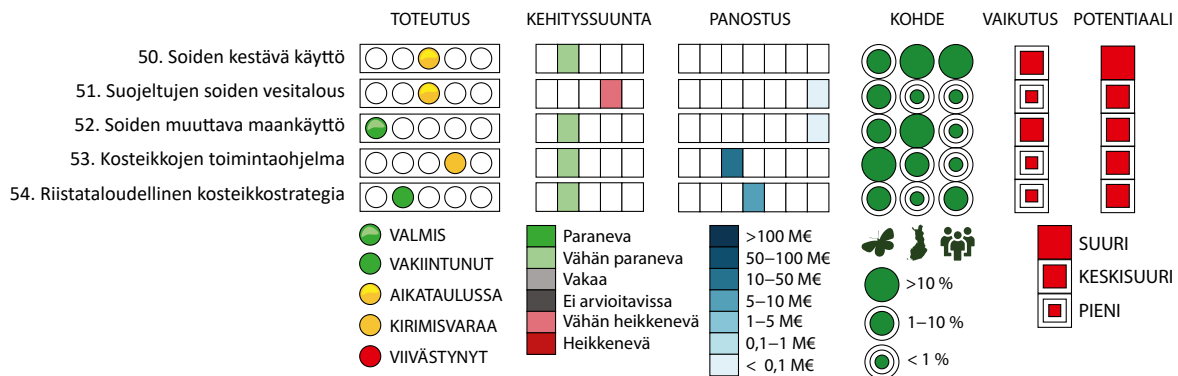 TOTEUTUS KEHITYSSUUNTA PANOSTUS KOHDE VAIKUTUS POTENTIAALI
50. Soiden kestävä käyttö
51. Suojeltujen soiden vesitalous
52. Soiden muuttava maankäyttö
53. Kosteikkojen toimintaohjelma
54. Riistataloudellinen kosteikkostrategia
VALMIS
VAKIINTUNUT
AIKATAULUSSA
KIRIMISVARAA
VIIVÄSTYNYT
Paraneva
Vähän paraneva
Vakaa
Ei arvioitavissa
Vähän heikkenevä
Heikkenevä
>100 M€
50–100 M€
10–50 M€
5–10 M€
1–5 M€
0,1–1 M€
< 0,1 M€
>10 %
1–10 %
< 1 %
SUURI
KESKISUURI
PIENI